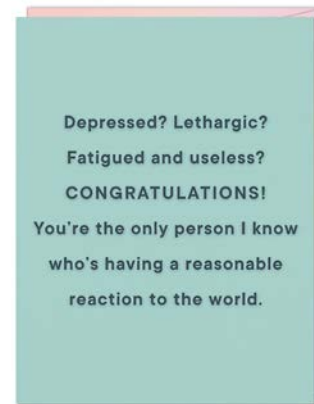 Depressed? Lethargic?
Fatigued and useless?
CONGRATULATIONS!
You're the only person I know
who's having a reasonable
reaction to the world.